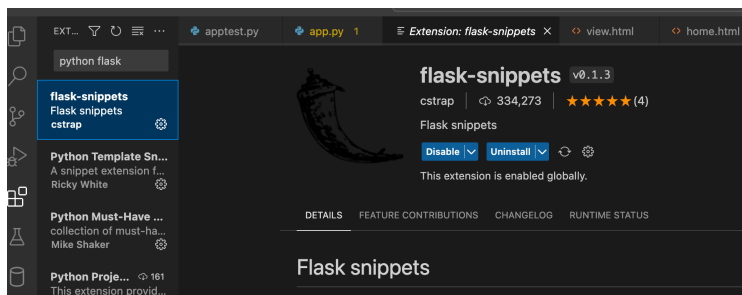 EXT...
apptest.py
app.py 1
Extension: flask-snippets
view.html
home.html
python flask
flask-snippets
Flask snippets
cstrap
Python Template Sn...
A snippet extension f...
Ricky White
Python Must-Have ...
collection of must-ha...
Mike Shaker
Python Proje... 161
This extension provid...
flask-snippets v0.1.3
cstrap 334,273 (4)
Flask snippets
Disable Uninstall
This extension is enabled globally.
DETAILS FEATURE CONTRIBUTIONS CHANGELOG RUNTIME STATUS
Flask snippets